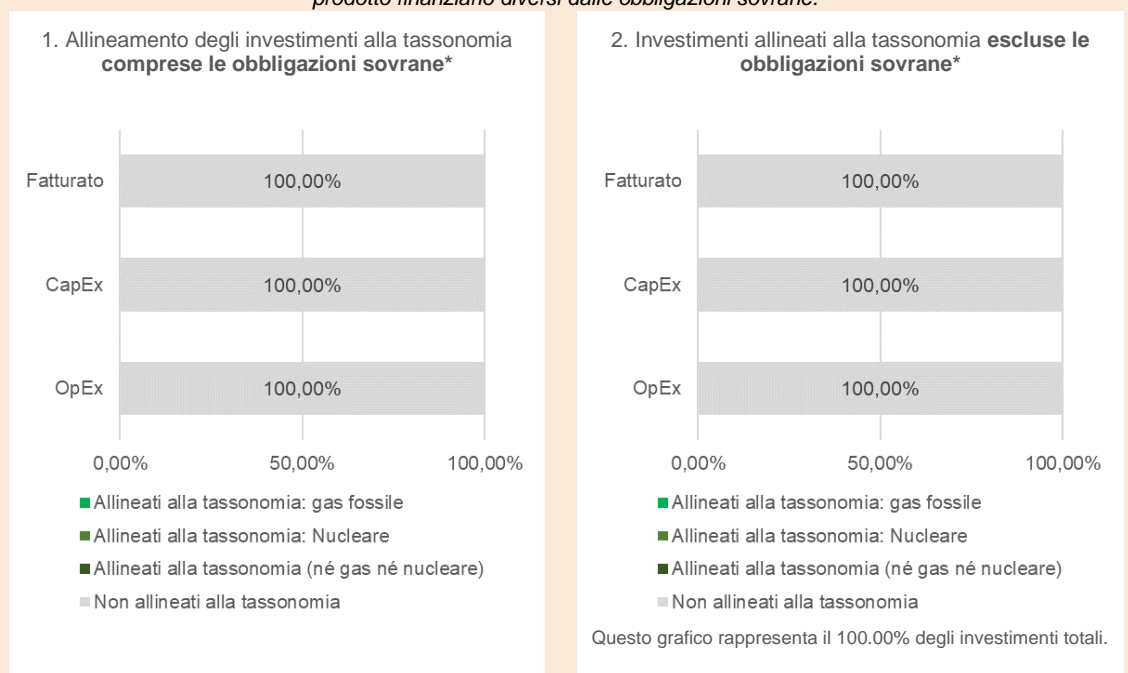 prodotto finanziario diversi dalle obbligazioni sovrane.
1. Allineamento degli investimenti alla tassonomia
comprese le obbligazioni sovrane*
Fatturato 100,00%
CapEx 100,00%
OpEx 100,00%
0,00% 50,00% 100,00%
Allineati alla tassonomia: gas fossile
Allineati alla tassonomia: Nucleare
Allineati alla tassonomia (né gas né nucleare)
Non allineati alla tassonomia
2. Investimenti allineati alla tassonomia escluse le
obbligazioni sovrane*
Fatturato 100,00%
CapEx 100,00%
OpEx 100,00%
0,00% 50,00% 100,00%
Allineati alla tassonomia: gas fossile
Allineati alla tassonomia: Nucleare
Allineati alla tassonomia (né gas né nucleare)
Non allineati alla tassonomia
Questo grafico rappresenta il 100.00% degli investimenti totali.